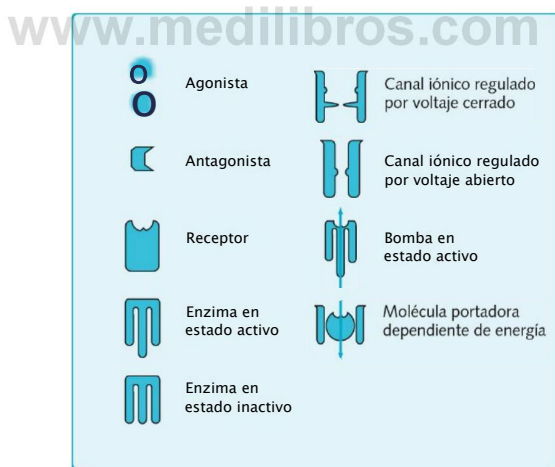 www.medilibros.com
Agonista
Antagonista
Receptor
Enzima en
estado activo
Enzima en
estado inactivo
Canal iónico regulado
por voltaje cerrado
Canal iónico regulado
por voltaje abierto
Bomba en
estado activo
Molécula portadora
dependiente de energía